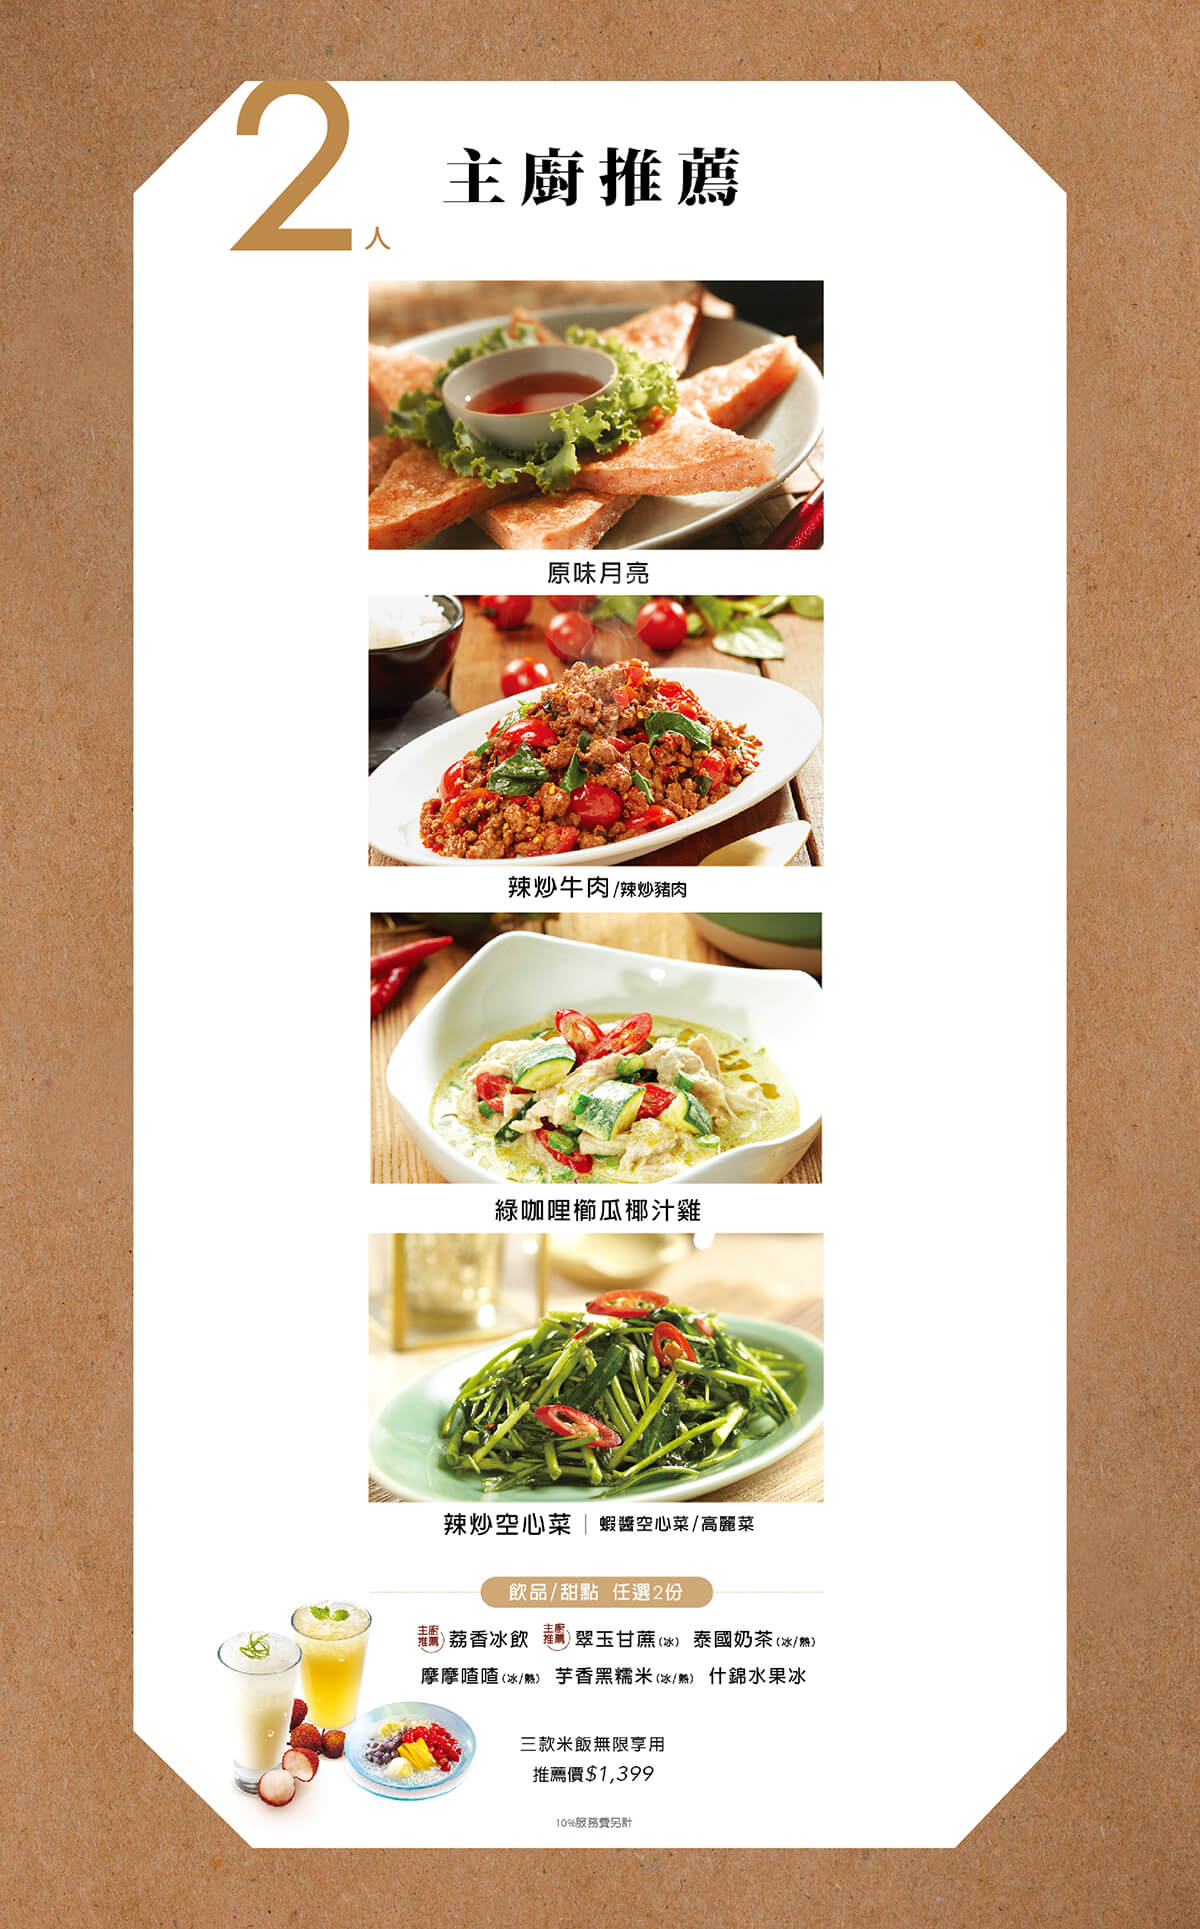 2人
主廚推薦
原味月亮
辣炒牛肉/辣炒豬肉
綠咖哩櫛瓜椰汁雞
辣炒空心菜｜蝦醬空心菜/高麗菜
飲品/甜點 任選2份
主廚推薦 荔香冰飲 主廚推薦 翠玉甘蔗(冰) 泰國奶茶(冰/熱)
摩摩喳喳(冰/熱) 芋香黑糯米(冰/熱) 什錦水果冰
三款米飯無限享用
推薦價$1,399
10%服務費另計